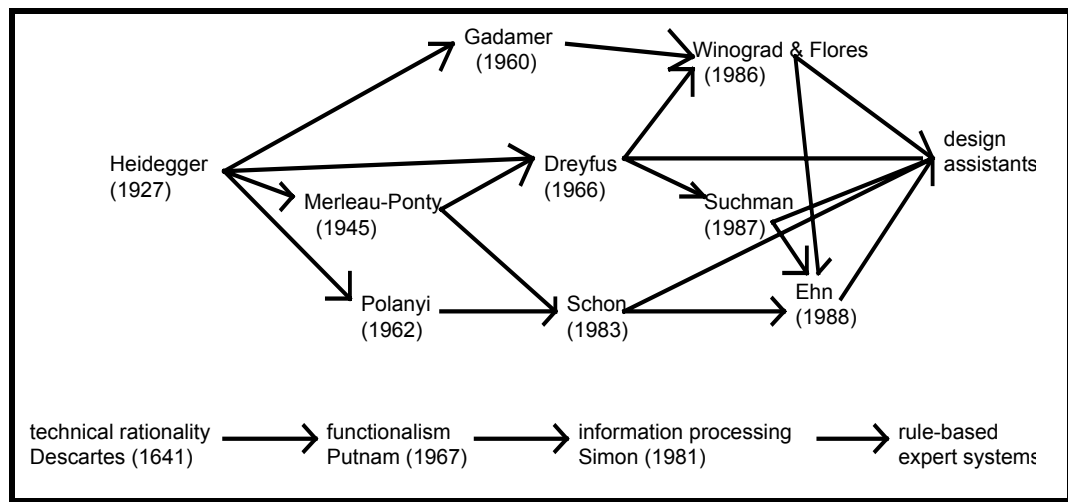 Gadamer
(1960)
Winograd & Flores
(1986)
Heidegger
(1927)
Dreyfus
(1966)
design
assistants
Merleau-Ponty
(1945)
Suchman
(1987)
Polanyi
(1962)
Schon
(1983)
Ehn
(1988)
technical rationality
Descartes (1641)
functionalism
Putnam (1967)
information processing
Simon (1981)
rule-based
expert systems